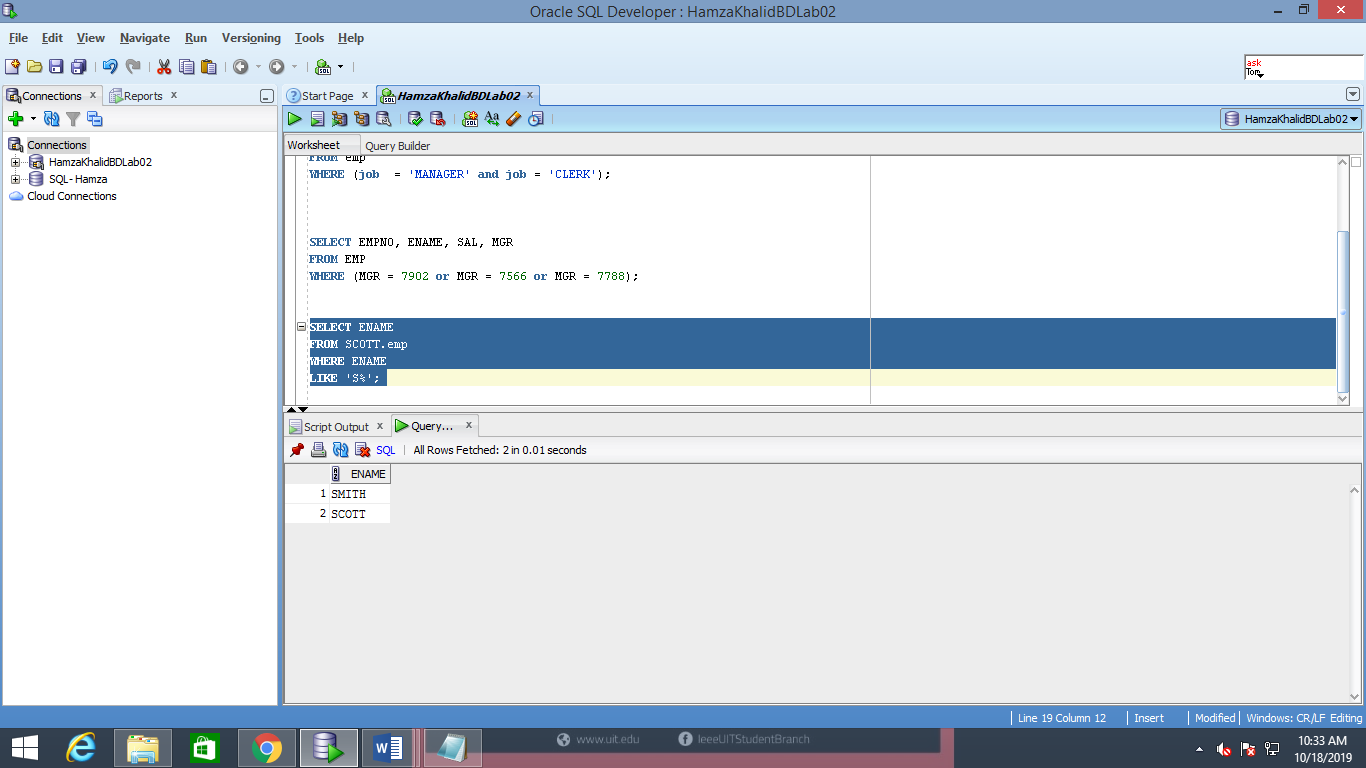 Oracle SQL Developer : HamzaKhalidBDLab02
File Edit View Navigate Run Versioning Tools Help
ask
Tom
Connections x
Reports x
Start Page x
HamzaKhalidBDLab02 x
HamzaKhalidBDLab02
Worksheet
Query Builder
Connections
HamzaKhalidBDLab02
SQL-Hamza
Cloud Connections
FROM emp
WHERE (job  = 'MANAGER' and job = 'CLERK');
SELECT EMPNO, ENAME, SAL, MGR
FROM EMP
WHERE (MGR = 7902 or MGR = 7566 or MGR = 7788);
SELECT ENAME
FROM SCOTT.emp
WHERE ENAME
LIKE 'S%';
Script Output x
Query... x
SQL | All Rows Fetched: 2 in 0.01 seconds
ENAME
1 SMITH
2 SCOTT
Line 19 Column 12 | Insert | Modified | Windows: CR/LF Editing
www.uit.edu
IeeeUITStudentBranch
10:33 AM
10/18/2019